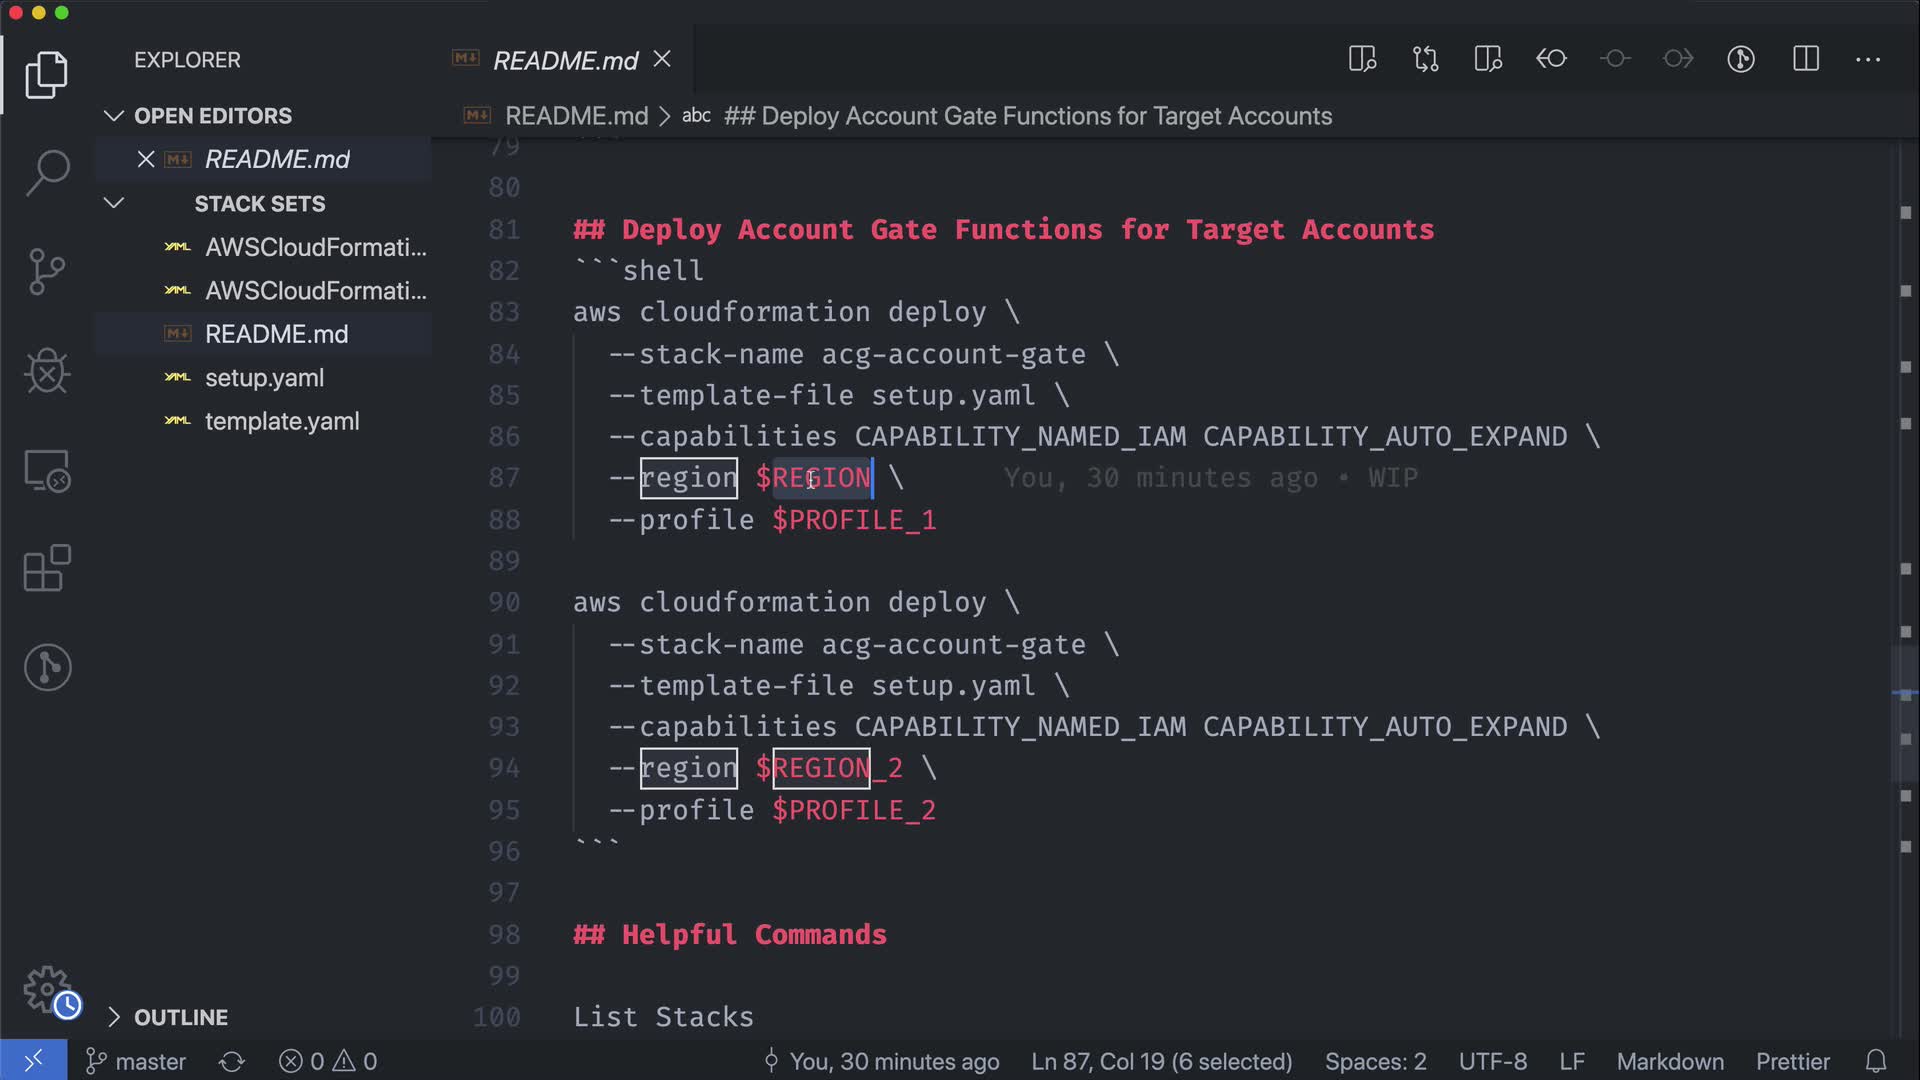 EXPLORER
README.md
OPEN EDITORS
README.md > abc ## Deploy Account Gate Functions for Target Accounts
README.md
STACK SETS
AWSCloudFormati...
AWSCloudFormati...
README.md
setup.yaml
template.yaml
79 ```
80
81 ## Deploy Account Gate Functions for Target Accounts
82 ```shell
83 aws cloudformation deploy \
84 --stack-name acg-account-gate \
85 --template-file setup.yaml \
86 --capabilities CAPABILITY_NAMED_IAM CAPABILITY_AUTO_EXPAND \
87 --region $REGION \ You, 30 minutes ago • WIP
88 --profile $PROFILE_1
89
90 aws cloudformation deploy \
91 --stack-name acg-account-gate \
92 --template-file setup.yaml \
93 --capabilities CAPABILITY_NAMED_IAM CAPABILITY_AUTO_EXPAND \
94 --region $REGION_2 \
95 --profile $PROFILE_2
96 ```
97
98 ## Helpful Commands
99
100 List Stacks
OUTLINE
master 0 0 You, 30 minutes ago Ln 87, Col 19 (6 selected) Spaces: 2 UTF-8 LF Markdown Prettier